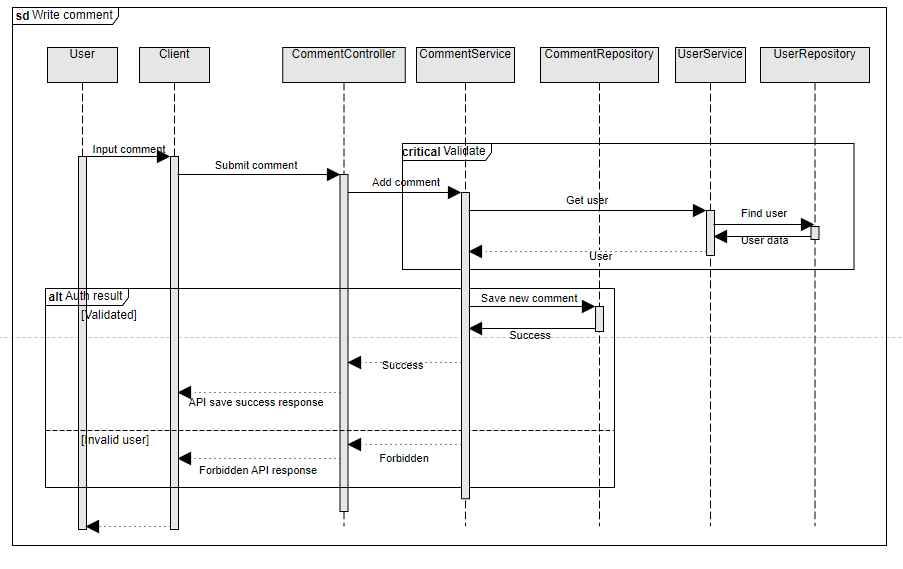 sd Write comment
User
Client
CommentController
CommentService
CommentRepository
UserService
UserRepository
Input comment
critical Validate
Submit comment
Add comment
Get user
Find user
User data
User
alt Auth result
Save new comment
[Validated]
Success
Success
API save success response
[Invalid user]
Forbidden
Forbidden API response